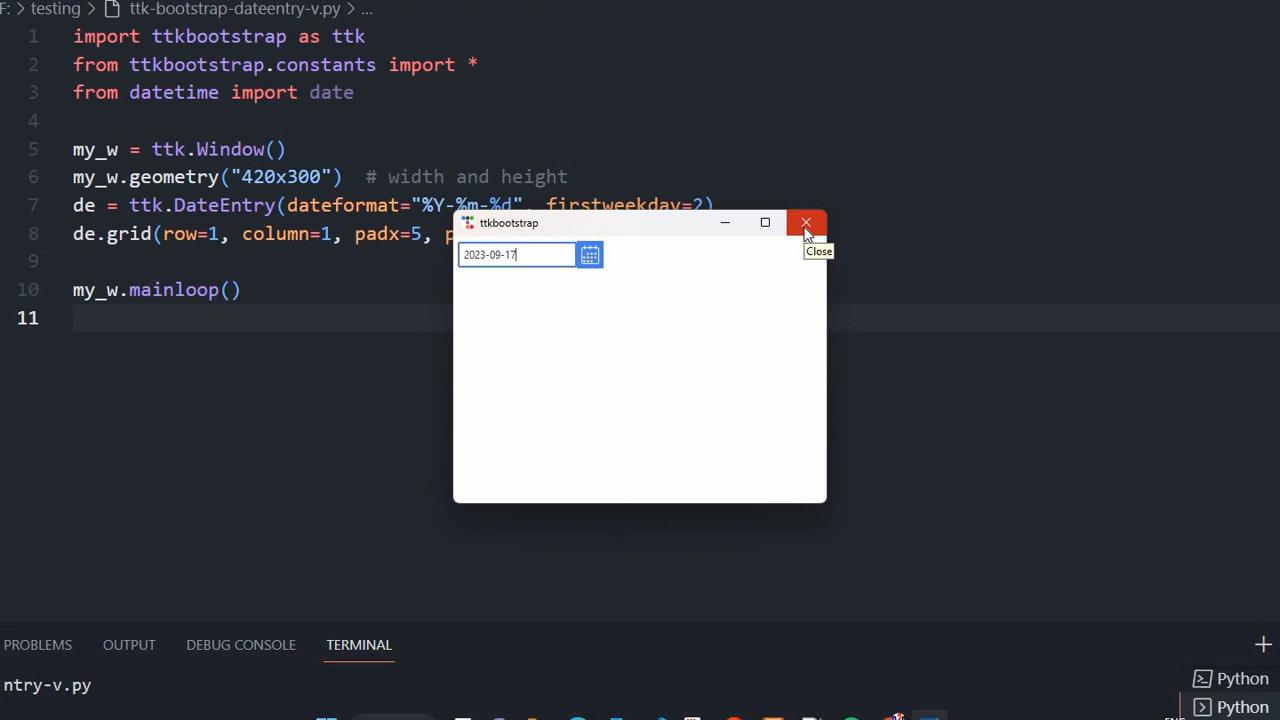 F: > testing > ttk-bootstrap-dateentry-v.py > ...
1 import ttkbootstrap as ttk
2 from ttkbootstrap.constants import *
3 from datetime import date
4
5 my_w = ttk.Window()
6 my_w.geometry("420x300")  # width and height
7 de = ttk.DateEntry(dateformat="%Y-%m-%d", firstweekday=2)
8 de.grid(row=1, column=1, padx=5, p
9
10 my_w.mainloop()
11
ttkbootstrap
2023-09-17
Close
PROBLEMS OUTPUT DEBUG CONSOLE TERMINAL
ntry-v.py
Python
Python